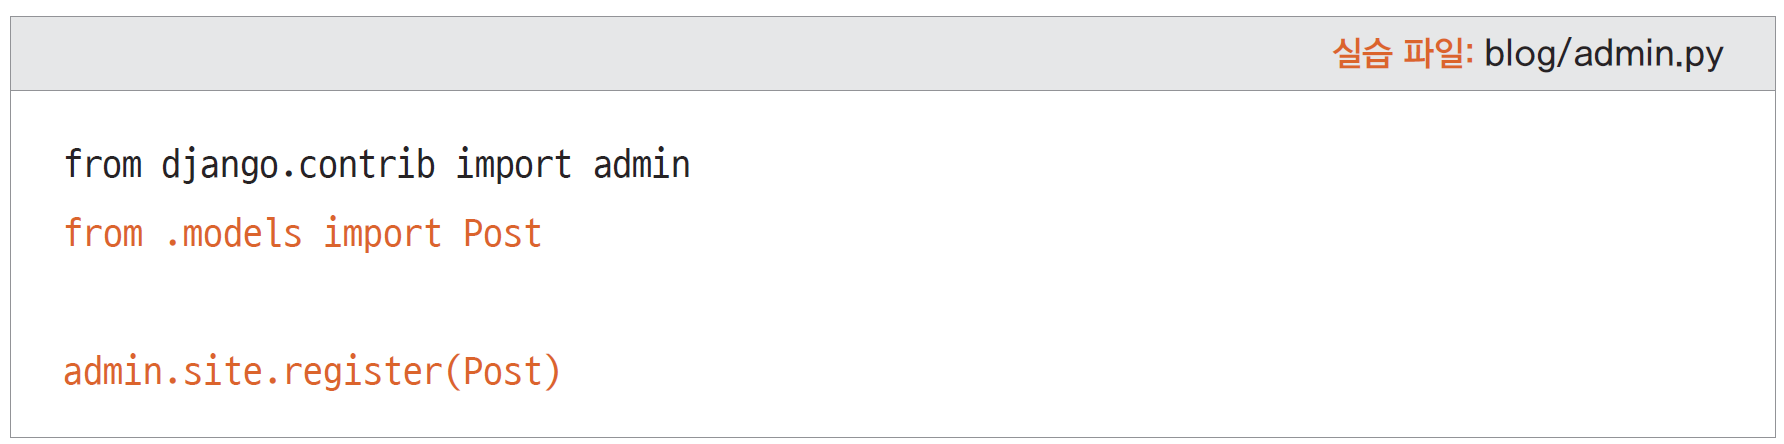 실습 파일: blog/admin.py
from django.contrib import admin
from .models import Post
admin.site.register(Post)